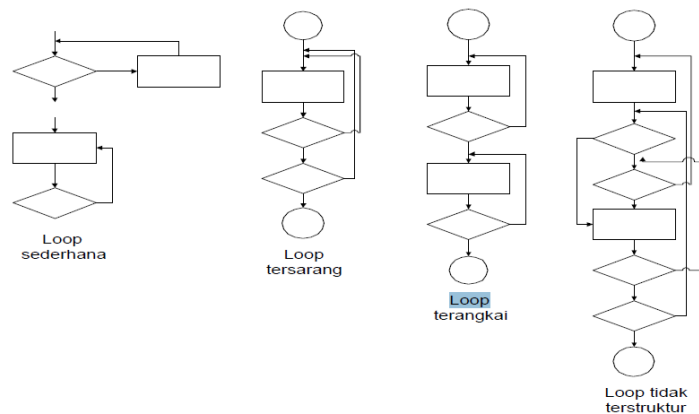 Loop
sederhana
Loop
tersarang
Loop
terangkai
Loop tidak
terstruktur